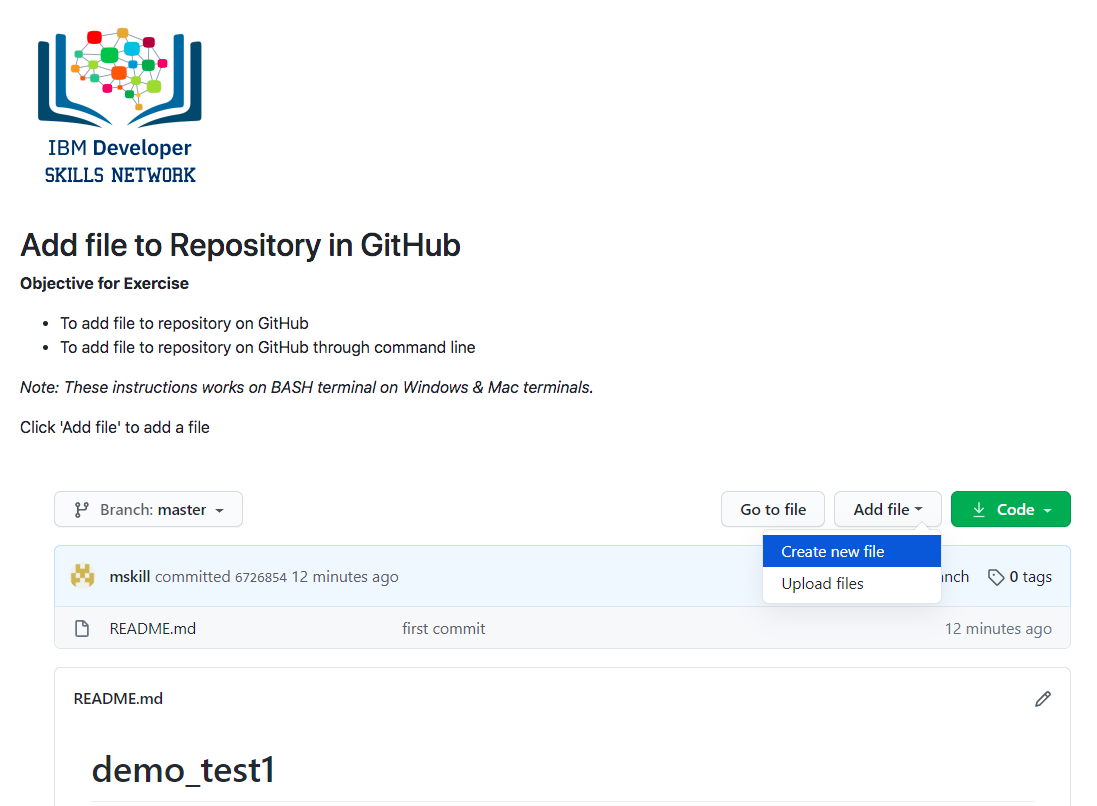 IBM Developer
SKILLS NETWORK
Add file to Repository in GitHub
Objective for Exercise
• To add file to repository on GitHub
• To add file to repository on GitHub through command line
Note: These instructions works on BASH terminal on Windows & Mac terminals.
Click 'Add file' to add a file
Branch: master
Go to file
Add file
Code
Create new file
Upload files
mskill committed 6726854 12 minutes ago
0 tags
README.md first commit 12 minutes ago
README.md
demo_test1